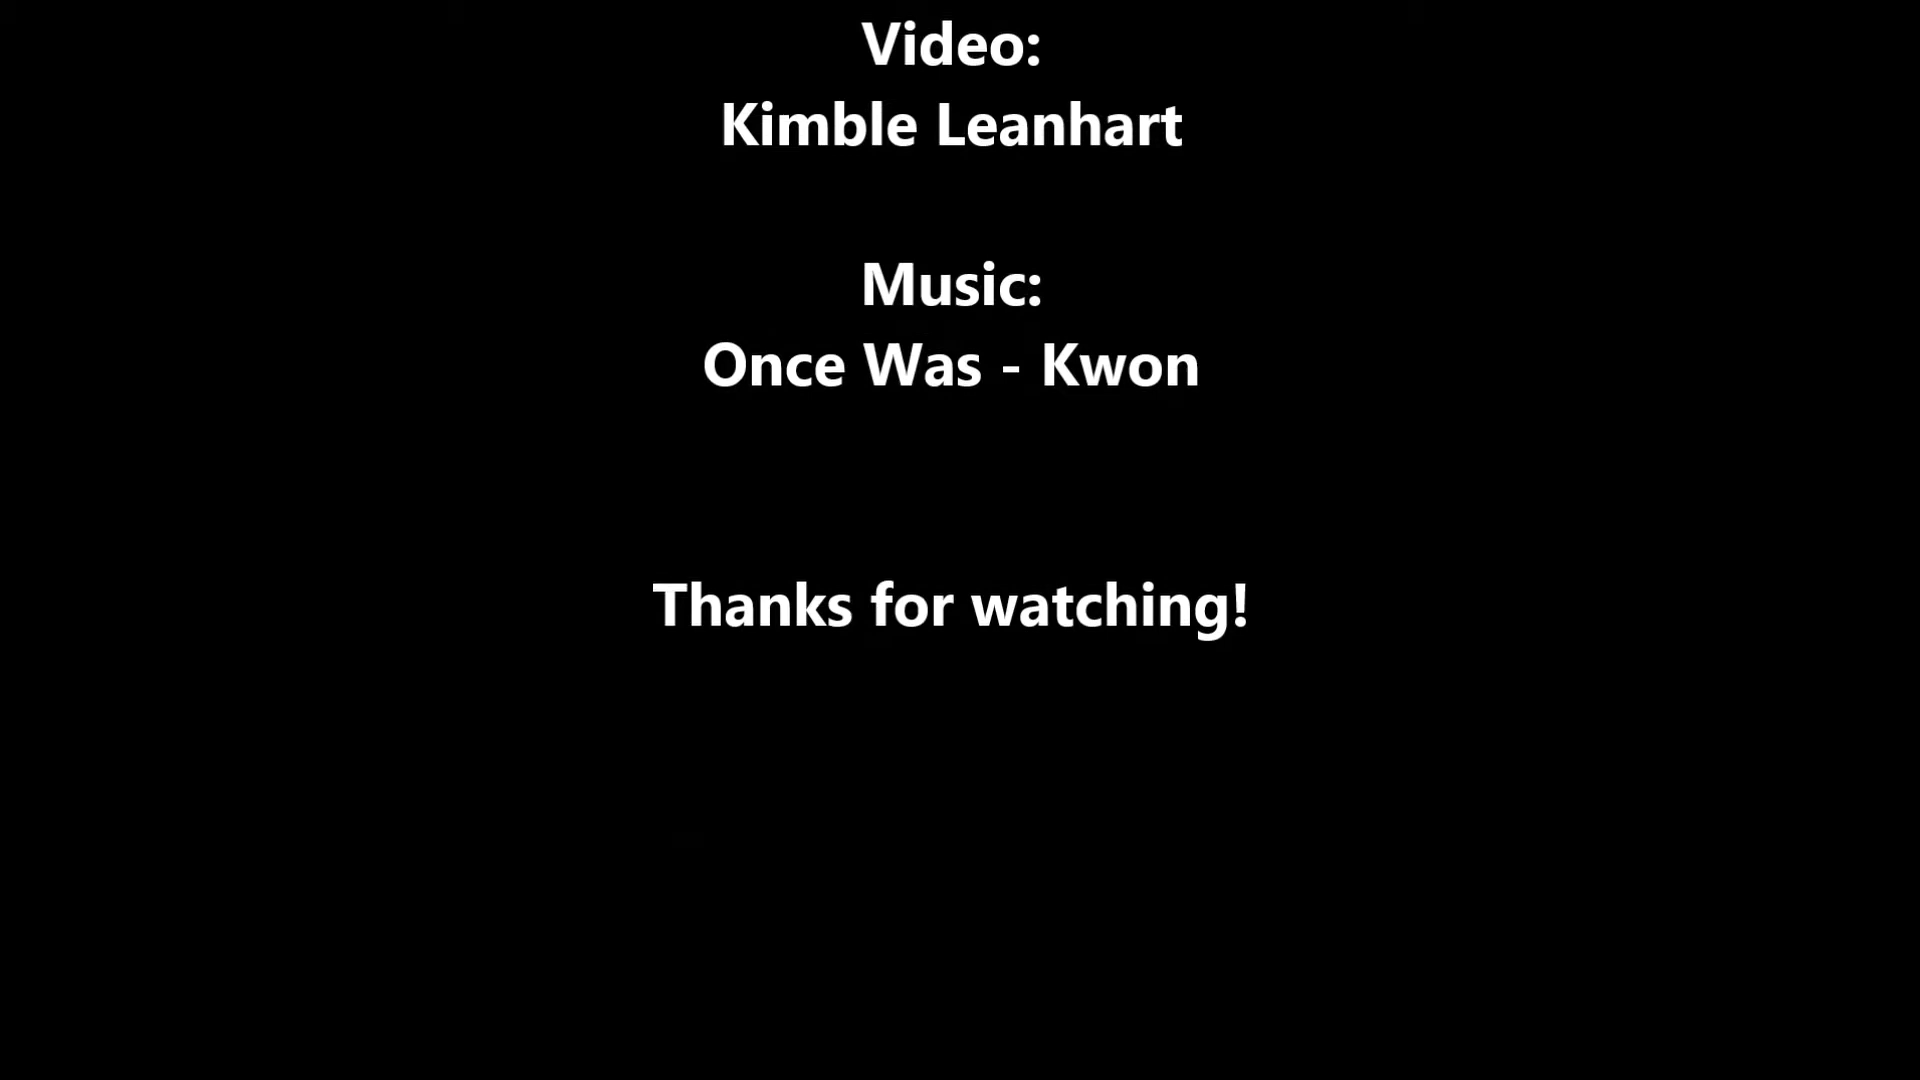 Video:
Kimble Leanhart
Music:
Once Was - Kwon
Thanks for watching!